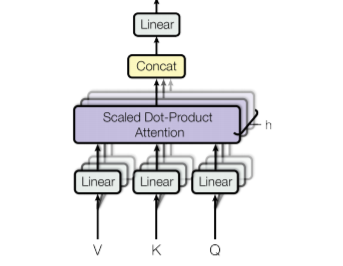 Linear
Concat
Scaled Dot-Product
Attention
h
Linear Linear Linear
V K Q